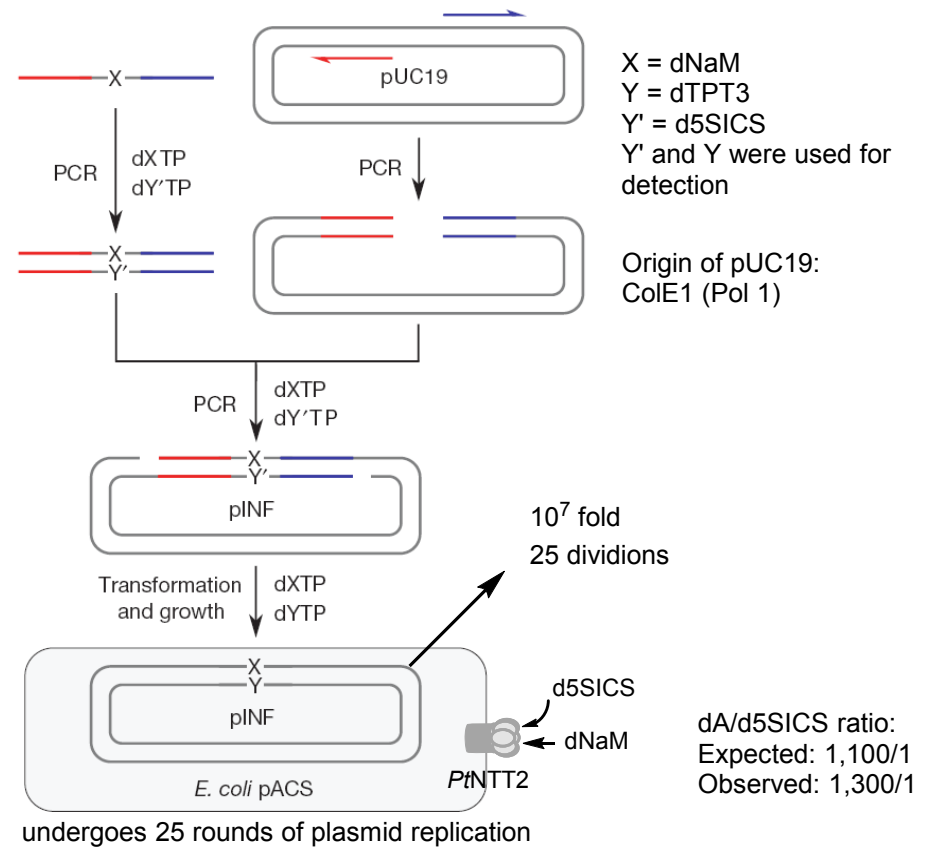 X
pUC19
X = dNaM
Y = dTPT3
Y' = d5SICS
Y' and Y were used for
detection
PCR
dXTP
dY′TP
PCR
X
Y′
Origin of pUC19:
ColE1 (Pol 1)
PCR
dXTP
dY′TP
X
Y′
pINF
10⁷ fold
25 dividions
Transformation
and growth
dXTP
dYTP
X
Y
pINF
d5SICS
dNaM
PtNTT2
E. coli pACS
dA/d5SICS ratio:
Expected: 1,100/1
Observed: 1,300/1
undergoes 25 rounds of plasmid replication